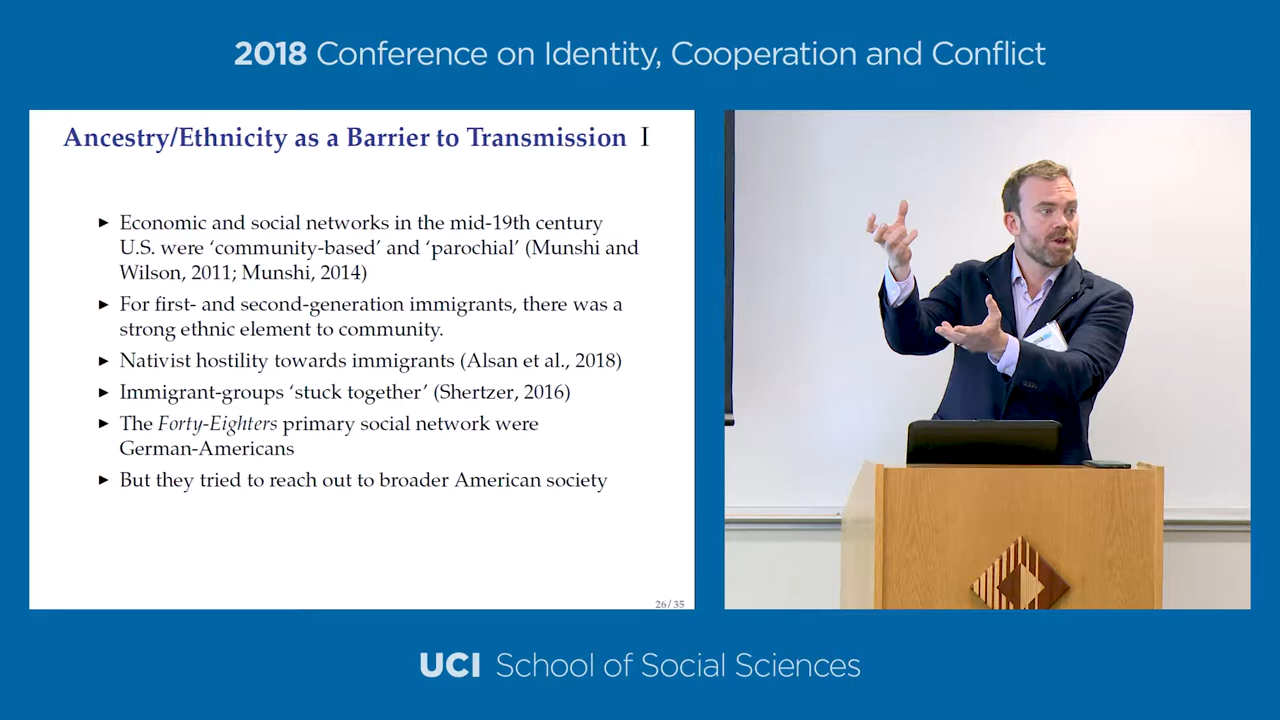 2018 Conference on Identity, Cooperation and Conflict
Ancestry/Ethnicity as a Barrier to Transmission I
► Economic and social networks in the mid-19th century
U.S. were ‘community-based’ and ‘parochial’ (Munshi and
Wilson, 2011; Munshi, 2014)
► For first- and second-generation immigrants, there was a
strong ethnic element to community.
► Nativist hostility towards immigrants (Alsan et al., 2018)
► Immigrant-groups ‘stuck together’ (Shertzer, 2016)
► The Forty-Eighters primary social network were
German-Americans
► But they tried to reach out to broader American society
26/35
UCI School of Social Sciences